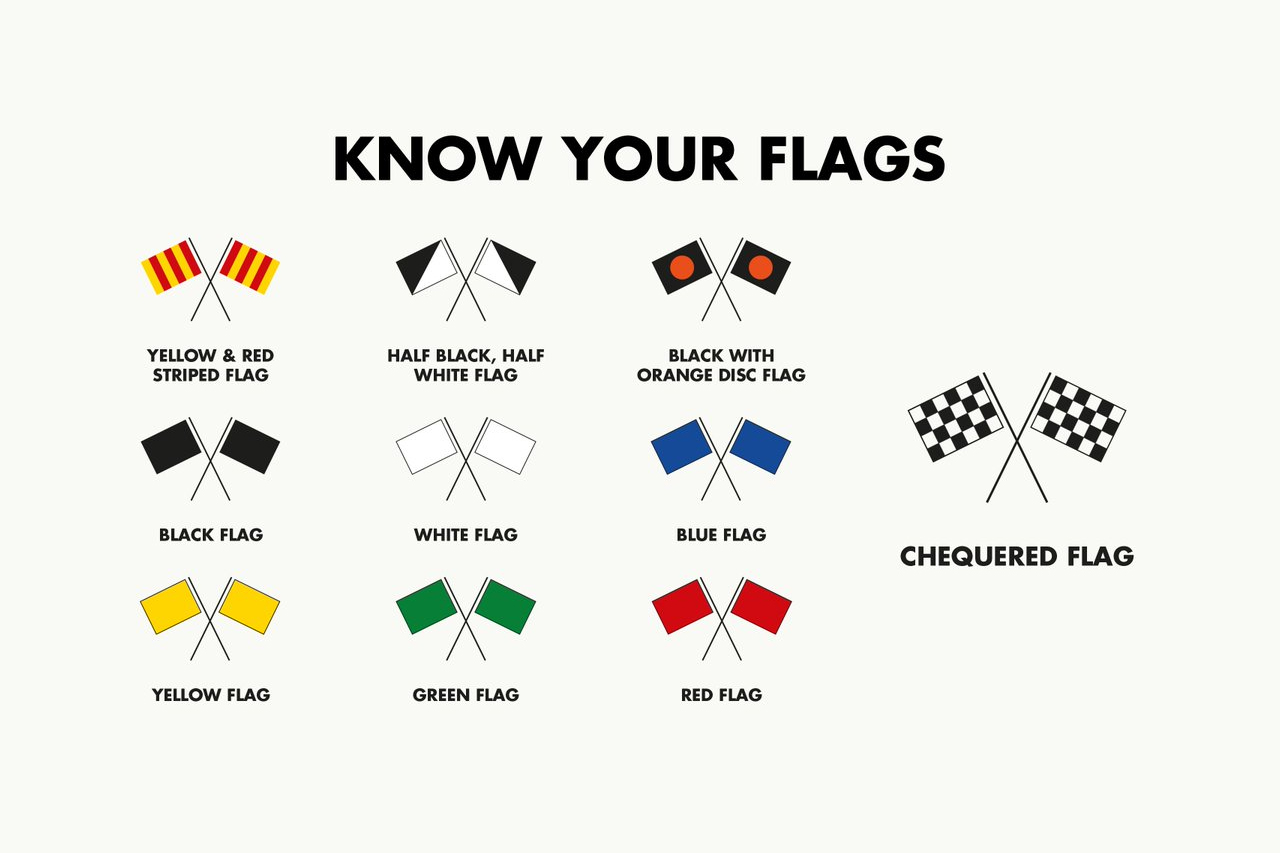 KNOW YOUR FLAGS
YELLOW & RED
STRIPED FLAG
HALF BLACK, HALF
WHITE FLAG
BLACK WITH
ORANGE DISC FLAG
BLACK FLAG
WHITE FLAG
BLUE FLAG
YELLOW FLAG
GREEN FLAG
RED FLAG
CHEQUERED FLAG